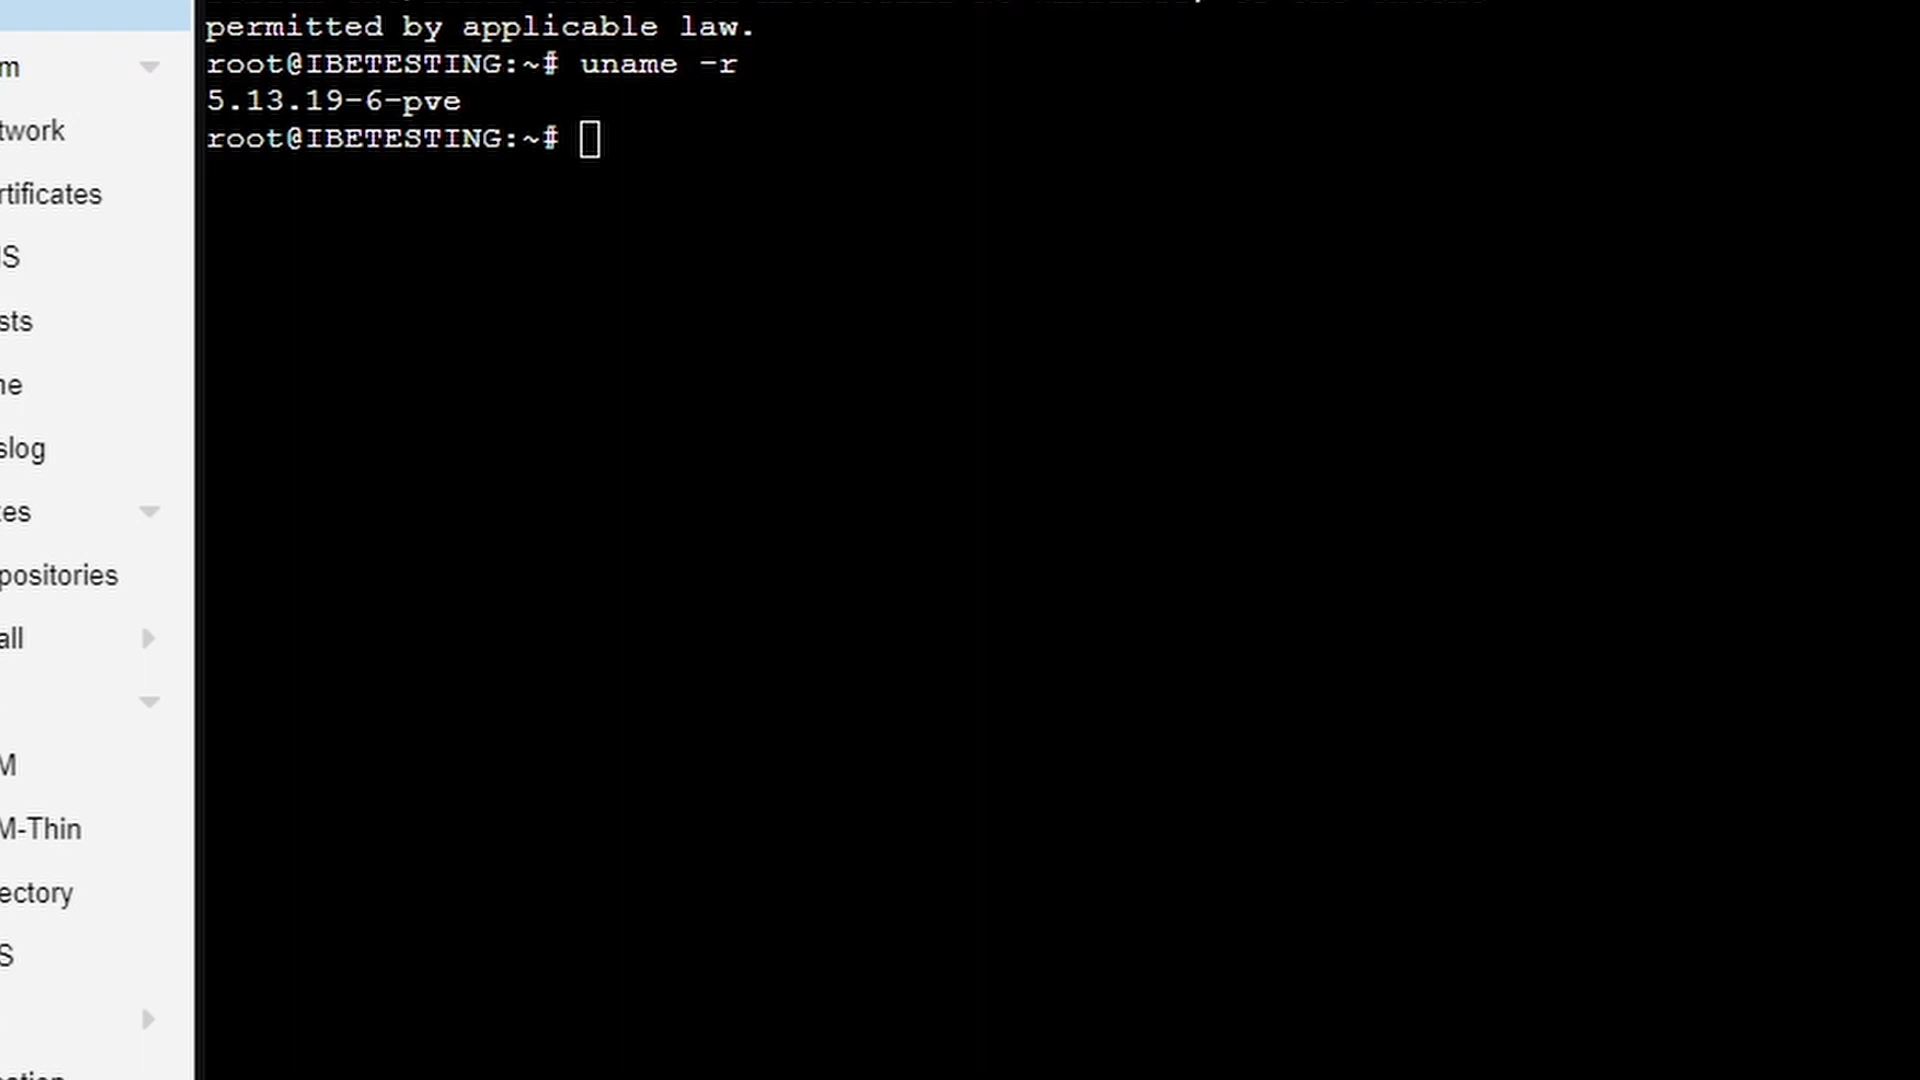 permitted by applicable law.
root@IBETESTING:~# uname -r
5.13.19-6-pve
root@IBETESTING:~#
m
twork
rtificates
S
sts
ne
slog
tes
positories
all
M
M-Thin
ectory
S